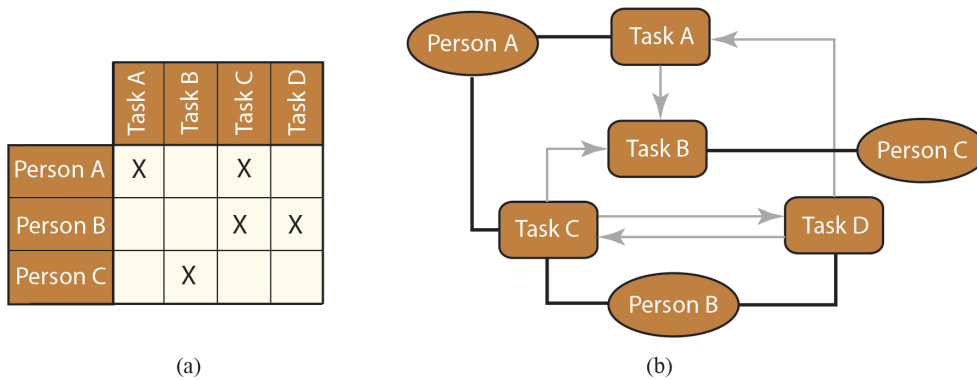 Task A
Task B
Task C
Task D
Person A
X
X
Person B
X
X
Person C
X
(a)
Person A
Task A
Task B
Person C
Task C
Task D
Person B
(b)